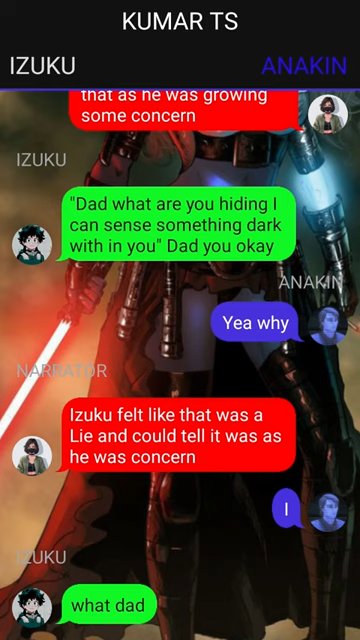 KUMAR TS
IZUKU
ANAKIN
that as he was growing
some concern
IZUKU
"Dad what are you hiding I
can sense something dark
with in you" Dad you okay
ANAKIN
Yea why
NARRATOR
Izuku felt like that was a
Lie and could tell it was as
he was concern
I
IZUKU
what dad